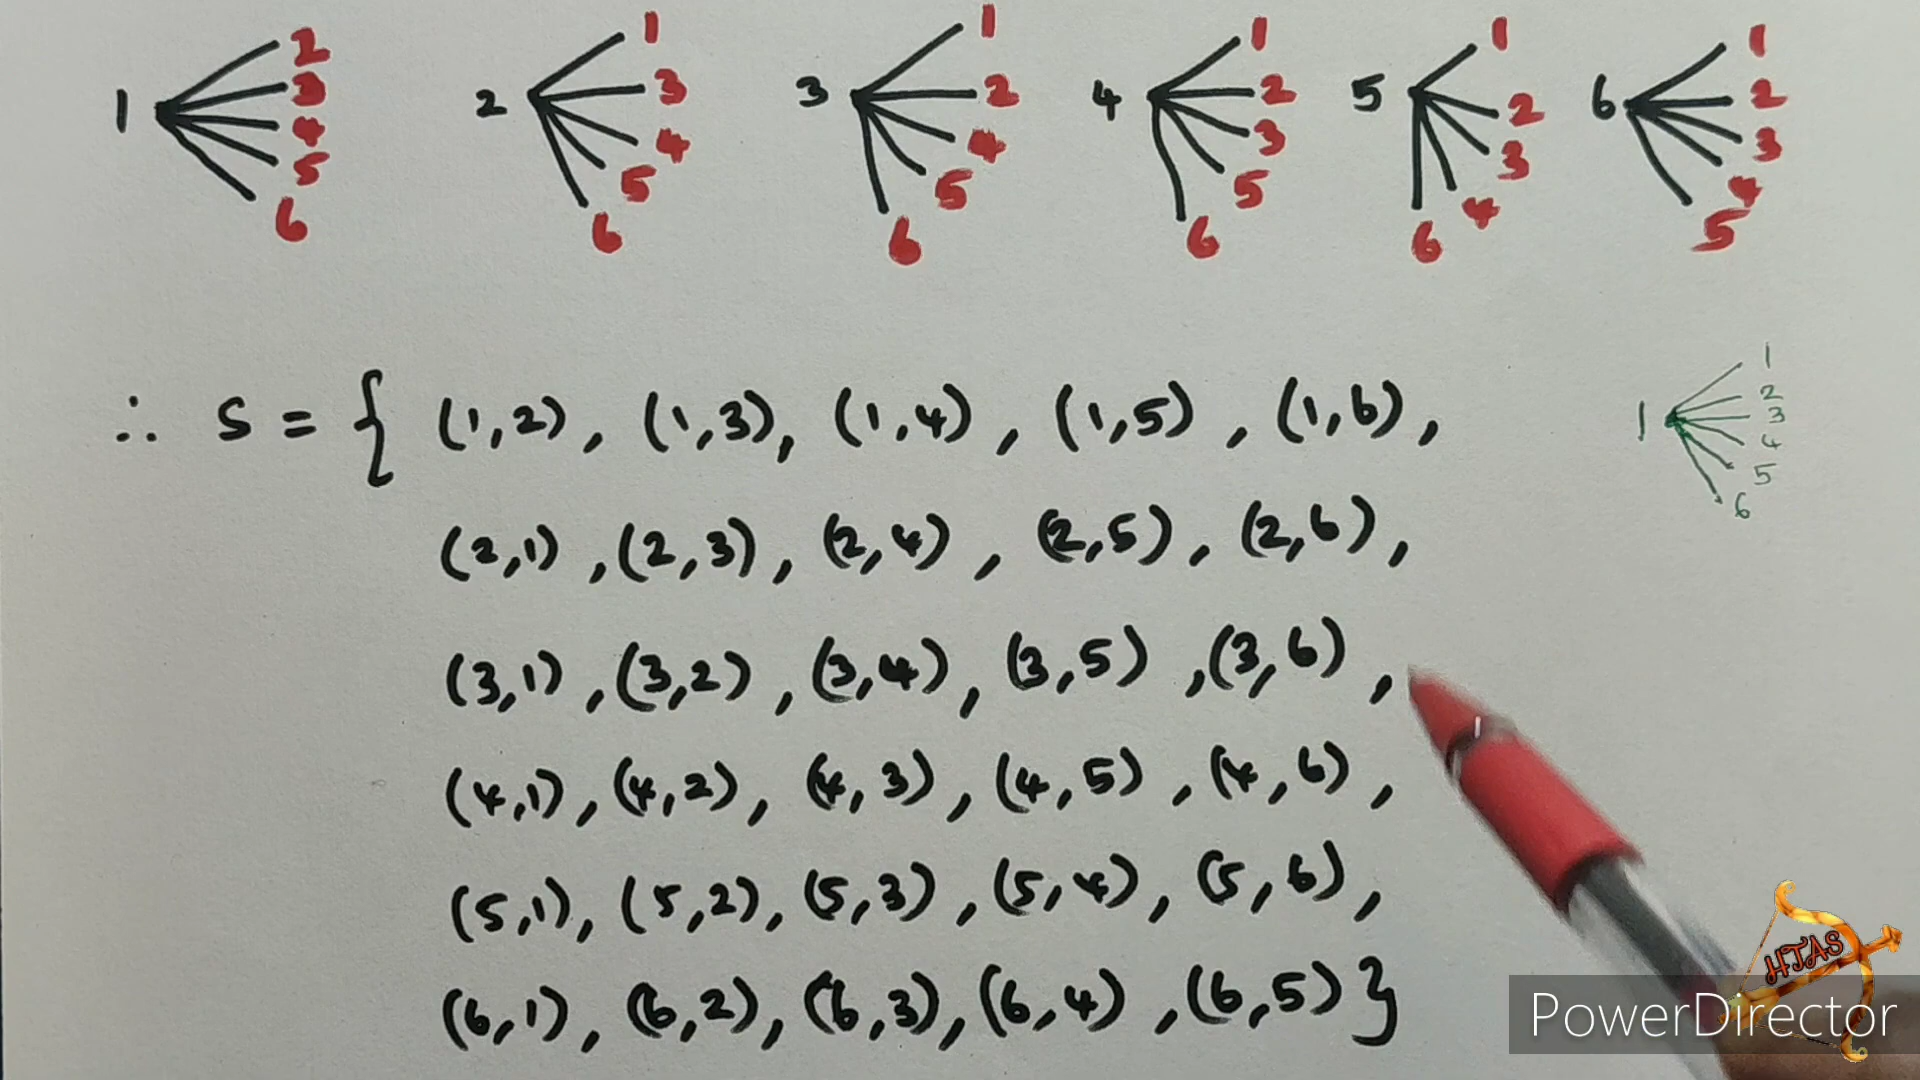 1 2 3 4 5 6
2 1 3 4 5 6
3 1 2 4 5 6
4 1 2 3 5 6
5 1 2 3 4 6
6 1 2 3 4 5
1 1 2 3 4 5 6
∴ S = { (1,2), (1,3), (1,4), (1,5), (1,6),
(2,1), (2,3), (2,4), (2,5), (2,6),
(3,1), (3,2), (3,4), (3,5), (3,6),
(4,1), (4,2), (4,3), (4,5), (4,6),
(5,1), (5,2), (5,3), (5,4), (5,6),
(6,1), (6,2), (6,3), (6,4), (6,5) }
HTAS
PowerDirector